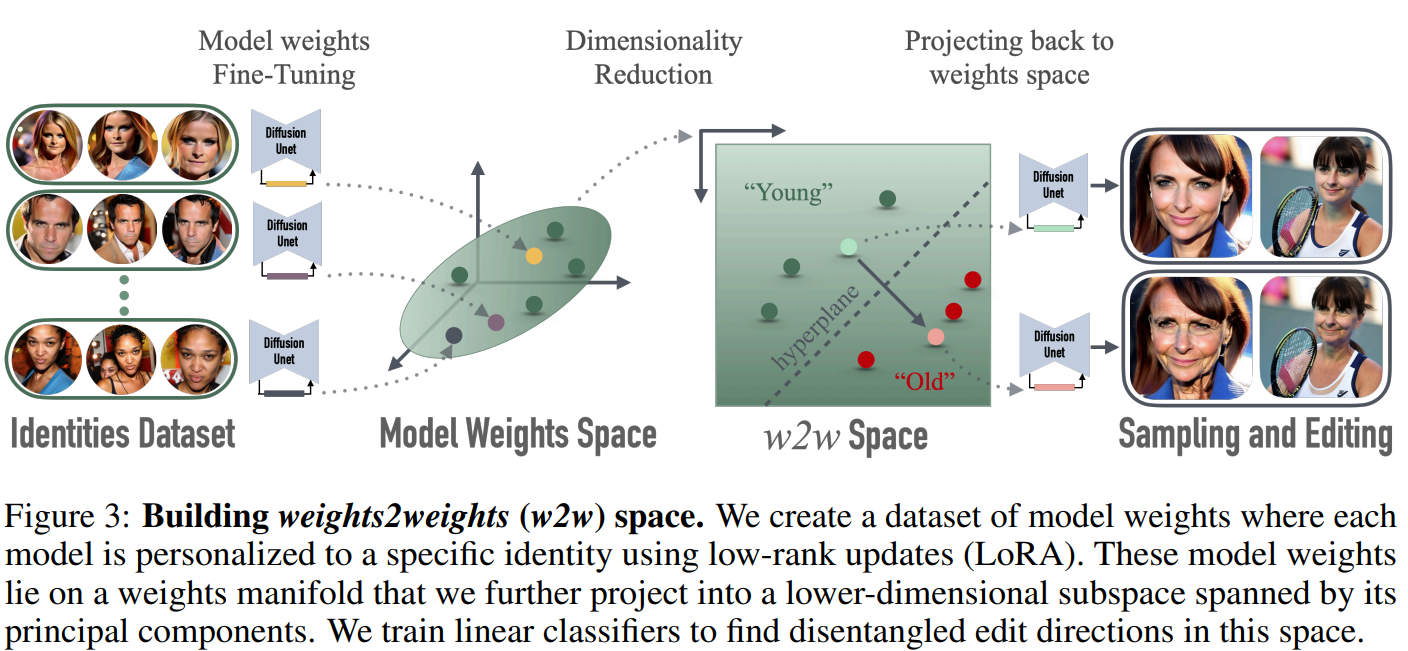 Model weights
Fine-Tuning
Dimensionality
Reduction
Projecting back to
weights space
Diffusion
Unet
Diffusion
Unet
Diffusion
Unet
"Young"
hyperplane
"Old"
Diffusion
Unet
Diffusion
Unet
Identities Dataset
Model Weights Space
w2w Space
Sampling and Editing
Figure 3: Building weights2weights (w2w) space. We create a dataset of model weights where each
model is personalized to a specific identity using low-rank updates (LoRA). These model weights
lie on a weights manifold that we further project into a lower-dimensional subspace spanned by its
principal components. We train linear classifiers to find disentangled edit directions in this space.